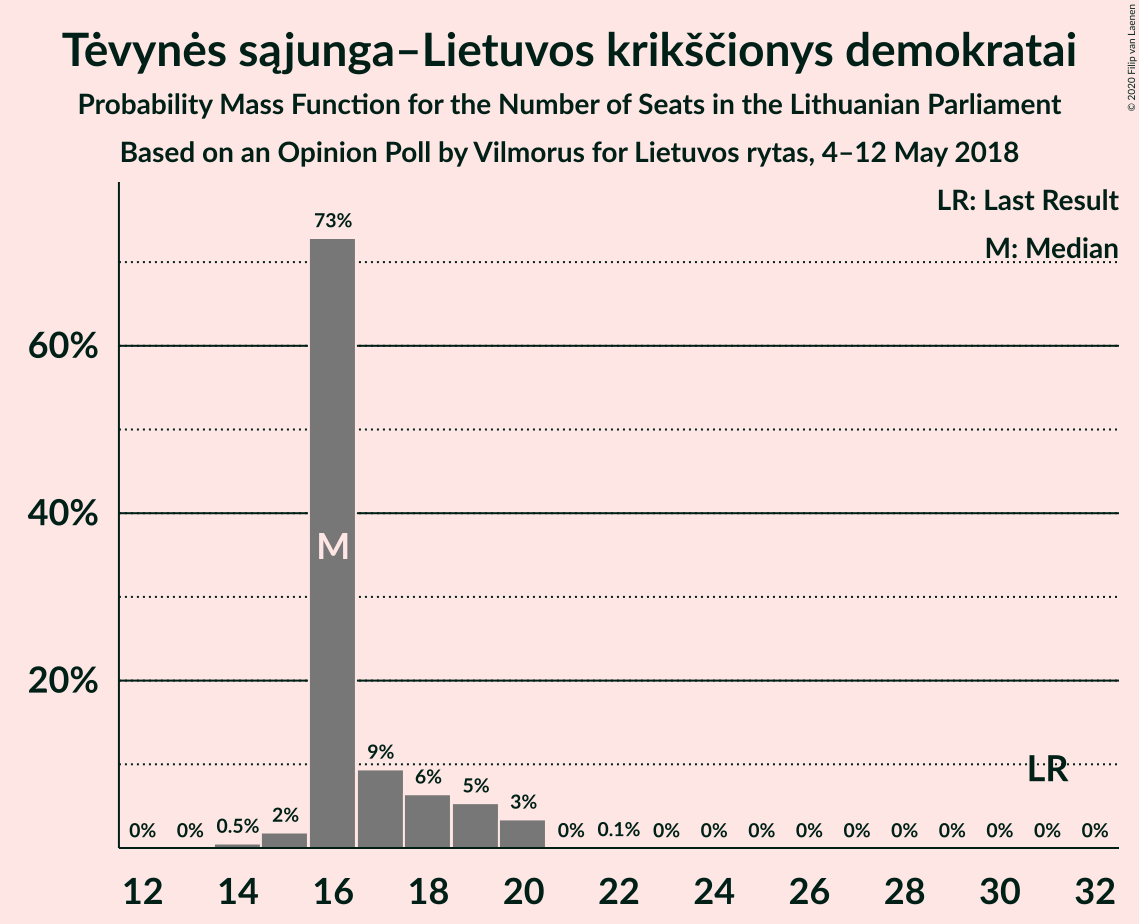 Tėvynės sąjunga–Lietuvos krikščionys demokratai
Probability Mass Function for the Number of Seats in the Lithuanian Parliament
Based on an Opinion Poll by Vilmorus for Lietuvos rytas, 4–12 May 2018
© 2020 Filip van Laenen
LR: Last Result
M: Median
60%
40%
20%
0% 0% 0.5% 2% 73% 9% 6% 5% 3% 0% 0.1% 0% 0% 0% 0% 0% 0% 0% 0% 0% 0%
M
LR
12 14 16 18 20 22 24 26 28 30 32